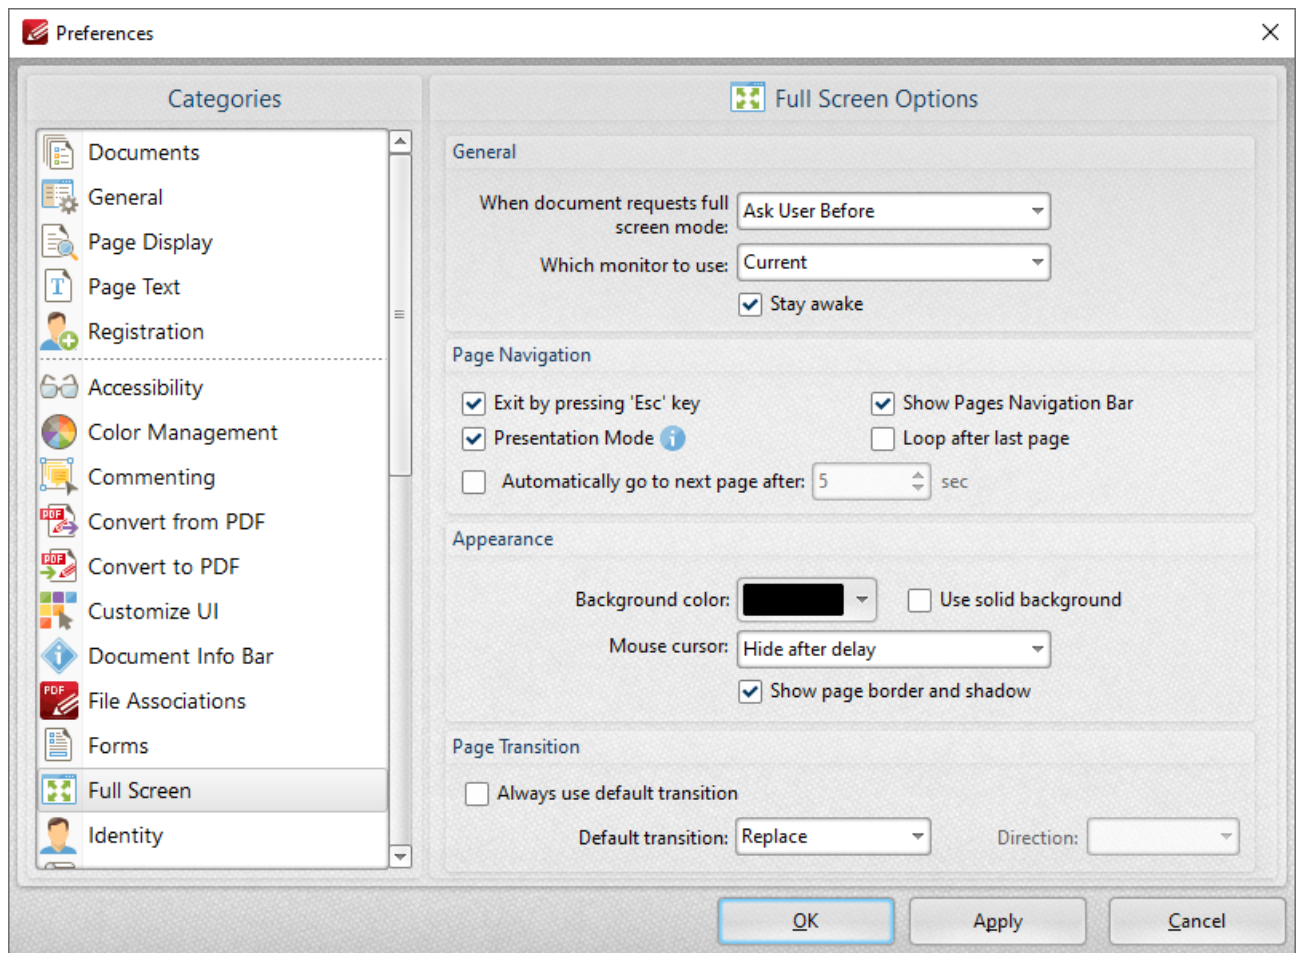 Preferences
Categories
Documents
General
Page Display
Page Text
Registration
Accessibility
Color Management
Commenting
Convert from PDF
Convert to PDF
Customize UI
Document Info Bar
File Associations
Forms
Full Screen
Identity
Full Screen Options
General
When document requests full
screen mode: Ask User Before
Which monitor to use: Current
Stay awake
Page Navigation
Exit by pressing 'Esc' key Show Pages Navigation Bar
Presentation Mode Loop after last page
Automatically go to next page after: 5 sec
Appearance
Background color: Use solid background
Mouse cursor: Hide after delay
Show page border and shadow
Page Transition
Always use default transition
Default transition: Replace Direction:
OK Apply Cancel